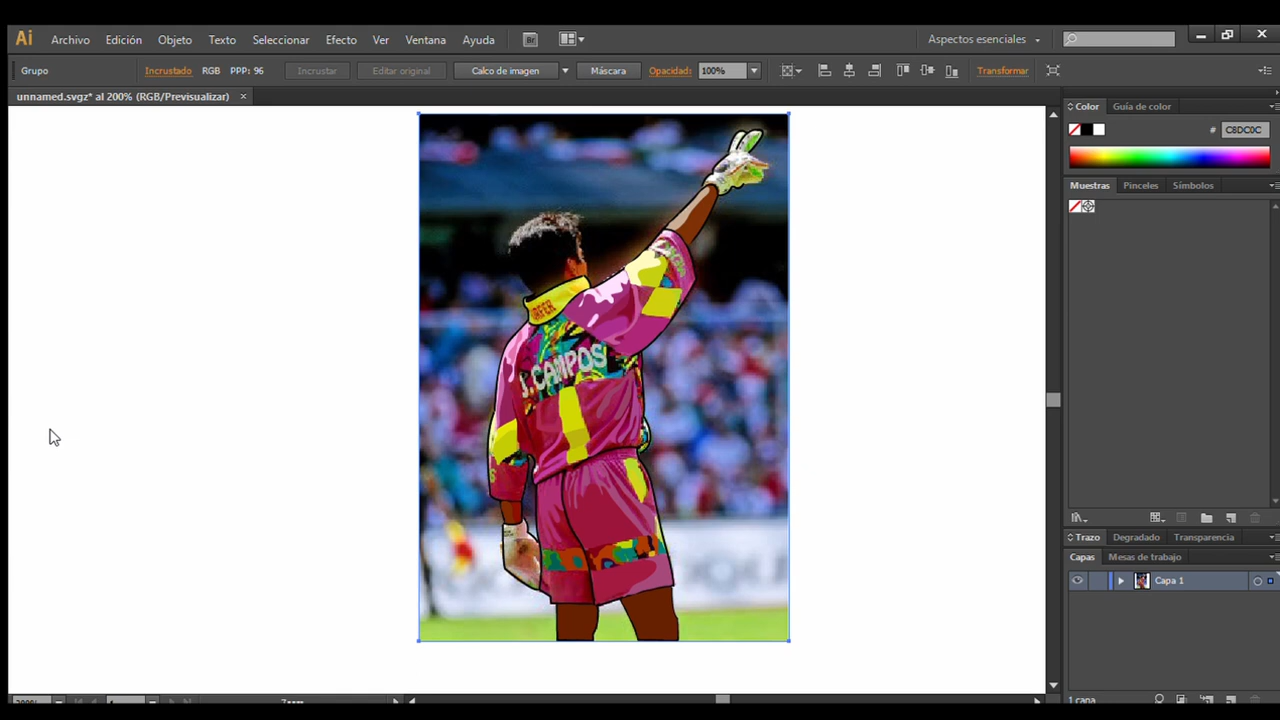 Ai Archivo Edición Objeto Texto Seleccionar Efecto Ver Ventana Ayuda Br Aspectos esenciales
Grupo Incrustado RGB PPP: 96 Incrustar Editar original Calco de imagen Máscara Opacidad: 100% Transformar
unnamed.svgz* al 200% (RGB/Previsualizar) ×
Color Guía de color
# C8DC0C
Muestras Pinceles Símbolos
J.CAMPOS
Trazo Degradado Transparencia
Capas Mesas de trabajo
Capa 1
1 capa